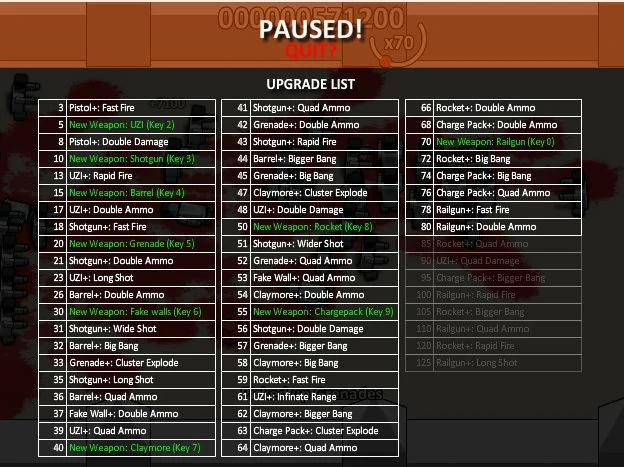 000000571200
x70
PAUSED!
QUIT?
UPGRADE LIST
3 Pistol+: Fast Fire
5 New Weapon: UZI (Key 2)
8 Pistol+: Double Damage
10 New Weapon: Shotgun (Key 3)
13 UZI+: Rapid Fire
15 New Weapon: Barrel (Key 4)
17 UZI+: Double Ammo
18 Shotgun+: Fast Fire
20 New Weapon: Grenade (Key 5)
21 Shotgun+: Double Ammo
23 UZI+: Long Shot
26 Barrel+: Double Ammo
30 New Weapon: Fake walls (Key 6)
31 Shotgun+: Wide Shot
32 Barrel+: Big Bang
33 Grenade+: Cluster Explode
35 Shotgun+: Long Shot
36 Barrel+: Quad Ammo
37 Fake Wall+: Double Ammo
39 UZI+: Quad Ammo
40 New Weapon: Claymore (Key 7)
41 Shotgun+: Quad Ammo
42 Grenade+: Double Ammo
43 Shotgun+: Rapid Fire
44 Barrel+: Bigger Bang
45 Grenade+: Big Bang
47 Claymore+: Cluster Explode
48 UZI+: Double Damage
50 New Weapon: Rocket (Key 8)
51 Shotgun+: Wider Shot
52 Grenade+: Quad Ammo
53 Fake Wall+: Quad Ammo
54 Claymore+: Double Ammo
55 New Weapon: Chargepack (Key 9)
56 Shotgun+: Double Damage
57 Grenade+: Bigger Bang
58 Claymore+: Big Bang
59 Rocket+: Fast Fire
61 UZI+: Infinate Range
62 Claymore+: Bigger Bang
63 Charge Pack+: Cluster Explode
64 Claymore+: Quad Ammo
66 Rocket+: Double Ammo
68 Charge Pack+: Double Ammo
70 New Weapon: Railgun (Key 0)
72 Rocket+: Big Bang
74 Charge Pack+: Big Bang
76 Charge Pack+: Quad Ammo
78 Railgun+: Fast Fire
80 Railgun+: Double Ammo
85 Rocket+: Quad Ammo
90 UZI+: Quad Damage
95 Charge Pack+: Bigger Bang
100 Railgun+: Rapid Fire
105 Rocket+: Bigger Bang
110 Railgun+: Quad Ammo
120 Rocket+: Rapid Fire
125 Railgun+: Long Shot